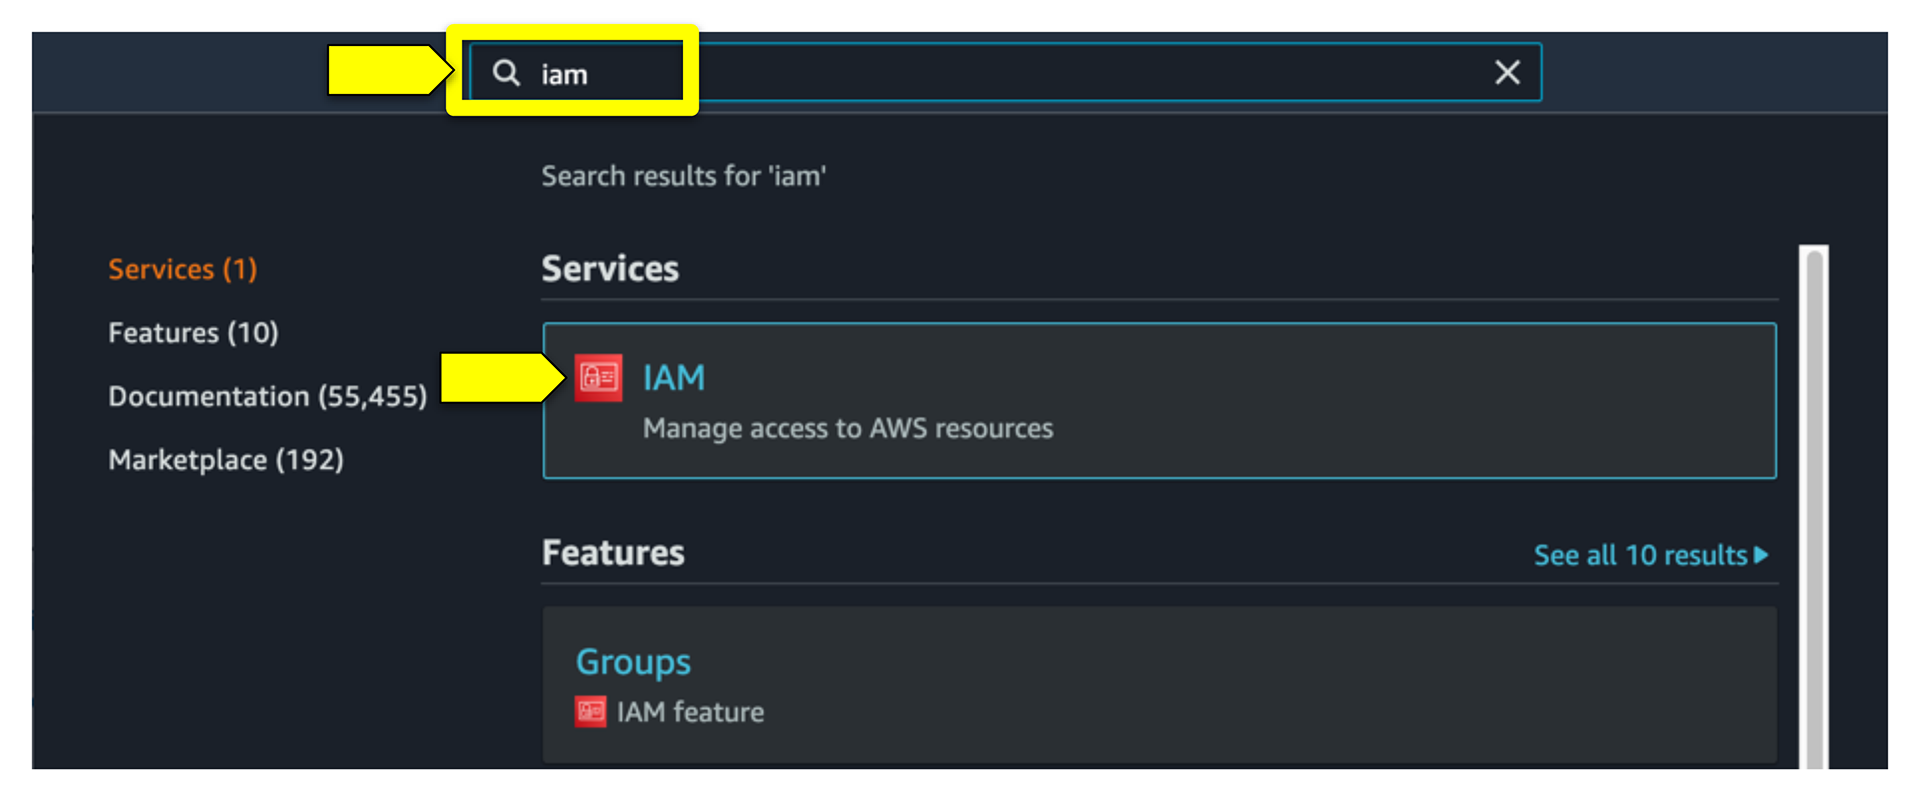 iam
Search results for 'iam'
Services (1)
Features (10)
Documentation (55,455)
Marketplace (192)
Services
IAM
Manage access to AWS resources
Features
See all 10 results
Groups
IAM feature